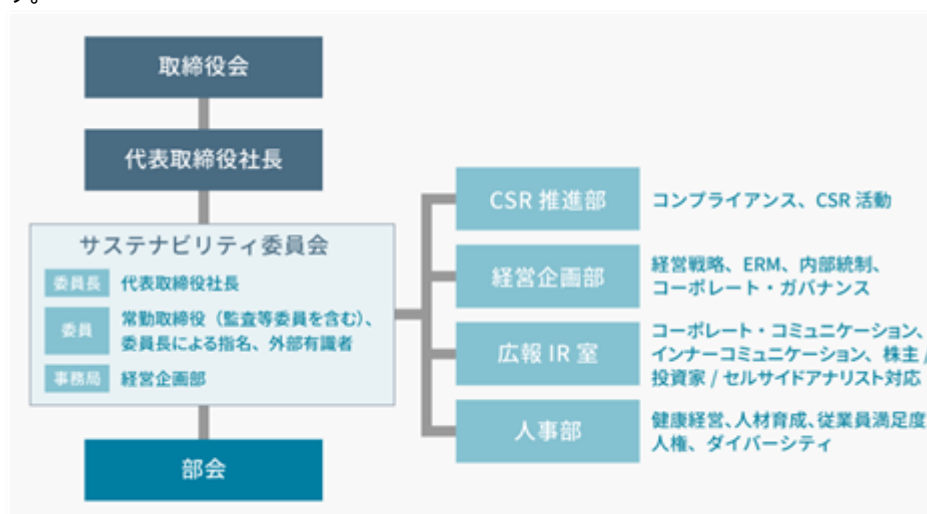 す。
取締役会
代表取締役社長
サステナビリティ委員会
委員長 代表取締役社長
委員 常勤取締役（監査等委員を含む）、
委員長による指名、外部有識者
事務局 経営企画部
部会
CSR 推進部 コンプライアンス、CSR 活動
経営企画部 経営戦略、ERM、内部統制、
コーポレート・ガバナンス
広報 IR 室 コーポレート・コミュニケーション、
インナーコミュニケーション、株主 /
投資家 / セルサイドアナリスト対応
人事部 健康経営、人材育成、従業員満足度
人権、ダイバーシティ